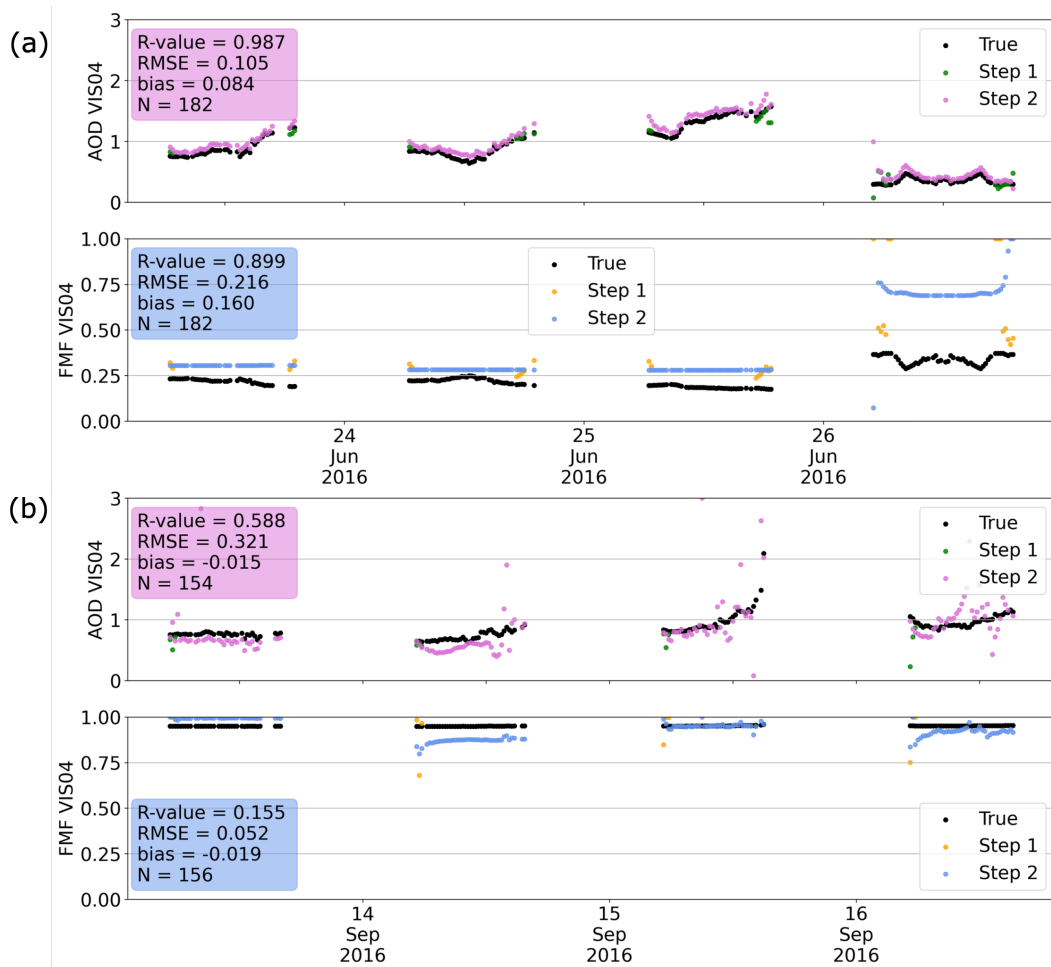 (a)
AOD VIS04
3
2
1
0
R-value = 0.987
RMSE = 0.105
bias = 0.084
N = 182
True
Step 1
Step 2
FMF VIS04
1.00
0.75
0.50
0.25
0.00
R-value = 0.899
RMSE = 0.216
bias = 0.160
N = 182
True
Step 1
Step 2
24
Jun
2016
25
Jun
2016
26
Jun
2016
(b)
AOD VIS04
3
2
1
0
R-value = 0.588
RMSE = 0.321
bias = -0.015
N = 154
True
Step 1
Step 2
FMF VIS04
1.00
0.75
0.50
0.25
0.00
R-value = 0.155
RMSE = 0.052
bias = -0.019
N = 156
True
Step 1
Step 2
14
Sep
2016
15
Sep
2016
16
Sep
2016